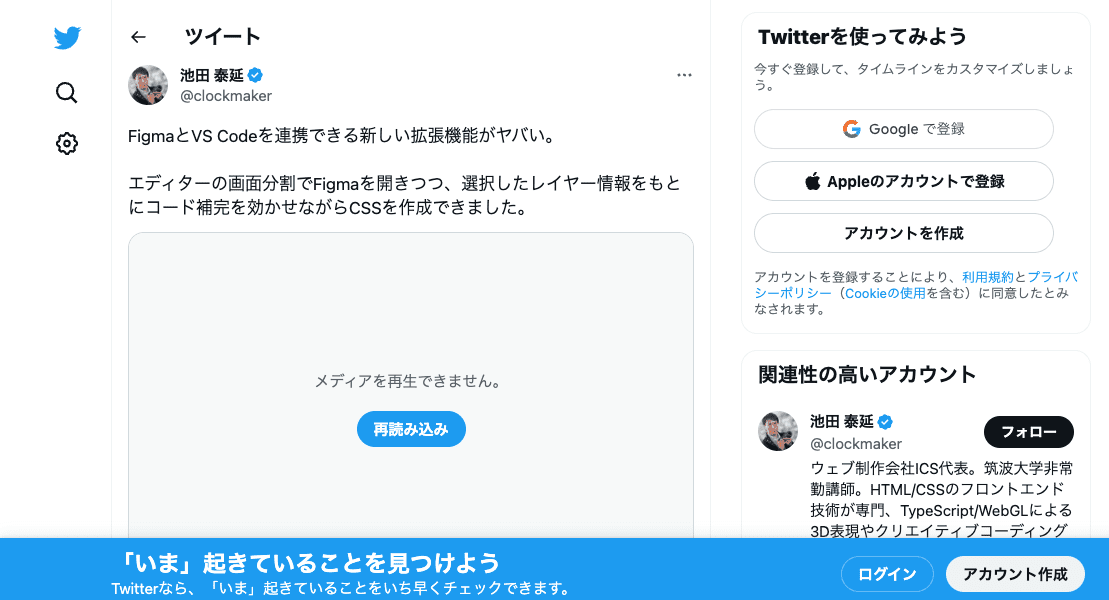 ツイート
池田 泰延
@clockmaker
FigmaとVS Codeを連携できる新しい拡張機能がヤバい。
エディターの画面分割でFigmaを開きつつ、選択したレイヤー情報をもと
にコード補完を効かせながらCSSを作成できました。
メディアを再生できません。
再読み込み
Twitterを使ってみよう
今すぐ登録して、タイムラインをカスタマイズしましょ
う。
Google で登録
Appleのアカウントで登録
アカウントを作成
アカウントを登録することにより、利用規約とプライバ
シーポリシー（Cookieの使用を含む）に同意したとみ
なされます。
関連性の高いアカウント
池田 泰延
@clockmaker
フォロー
ウェブ制作会社ICS代表。筑波大学非常
勤講師。HTML/CSSのフロントエンド
技術が専門、TypeScript/WebGLによる
3D表現やクリエイティブコーディング
「いま」起きていることを見つけよう
Twitterなら、「いま」起きていることをいち早くチェックできます。
ログイン
アカウント作成